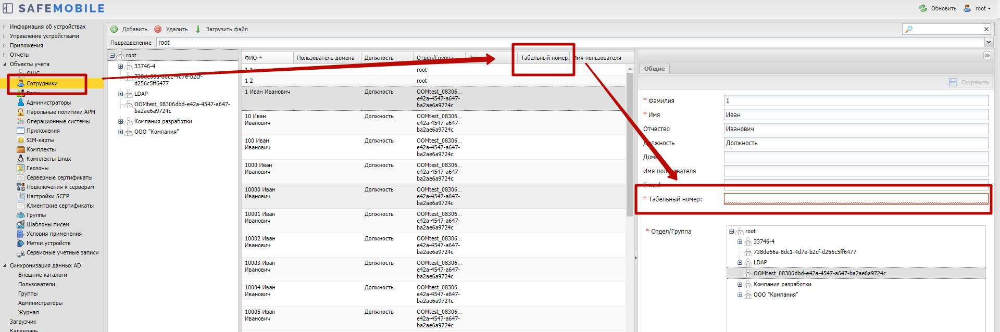 SAFEMOBILE
Обновить
root
Информация об устройствах
Управление устройствами
Приложения
Отчёты
Объекты учёта
ОШС
Сотрудники
Роли
Администраторы
Парольные политики АРМ
Операционные системы
Приложения
SIM-карты
Комплекты
Комплекты Linux
Геозоны
Серверные сертификаты
Подключения к серверам
Настройки SCEP
Клиентские сертификаты
Группы
Шаблоны писем
Условия применения
Метки устройств
Сервисные учетные записи
Синхронизация данных AD
Внешние каталоги
Пользователи
Группы
Администраторы
Журнал
Загрузчик
Календарь
Добавить Удалить Загрузить файл
Подразделение root
root
33746-4
738de66a-8dc1-4d7e-b2cf-
d256c5ff6477
LDAP
OOMtest_08306dbd-e42a-4547-a647-
ba2ae6a9724c
Компания разработки
ООО "Компания"
ФИО Пользователь домена Должность Отдел/Группа Табельный номер. Имя пользователя
1 1 root
1 2 root
1 Иван Иванович Должность OOMtest_08306...
e42a-4547-a647-
ba2ae6a9724c
10 Иван Должность OOMtest_08306...
Иванович e42a-4547-a647-
ba2ae6a9724c
100 Иван Должность OOMtest_08306...
Иванович e42a-4547-a647-
ba2ae6a9724c
1000 Иван Должность OOMtest_08306...
Иванович e42a-4547-a647-
ba2ae6a9724c
10000 Иван Должность OOMtest_08306...
Иванович e42a-4547-a647-
ba2ae6a9724c
10001 Иван Должность OOMtest_08306...
Иванович e42a-4547-a647-
ba2ae6a9724c
10002 Иван Должность OOMtest_08306...
Иванович e42a-4547-a647-
ba2ae6a9724c
10003 Иван Должность OOMtest_08306...
Иванович e42a-4547-a647-
ba2ae6a9724c
10004 Иван Должность OOMtest_08306...
Иванович e42a-4547-a647-
ba2ae6a9724c
10005 Иван Должность OOMtest_08306...
Иванович e42a-4547-a647-
ba2ae6a9724c
Общие
Сохранить
* Фамилия 1
* Имя Иван
Отчество Иванович
Должность Должность
Домен
Имя пользователя
E-mail
* Табельный номер:
* Отдел/Группа
root
33746-4
738de66a-8dc1-4d7e-b2cf-d256c5ff6477
LDAP
OOMtest_08306dbd-e42a-4547-a647-ba2ae6a9724c
Компания разработки
ООО "Компания"